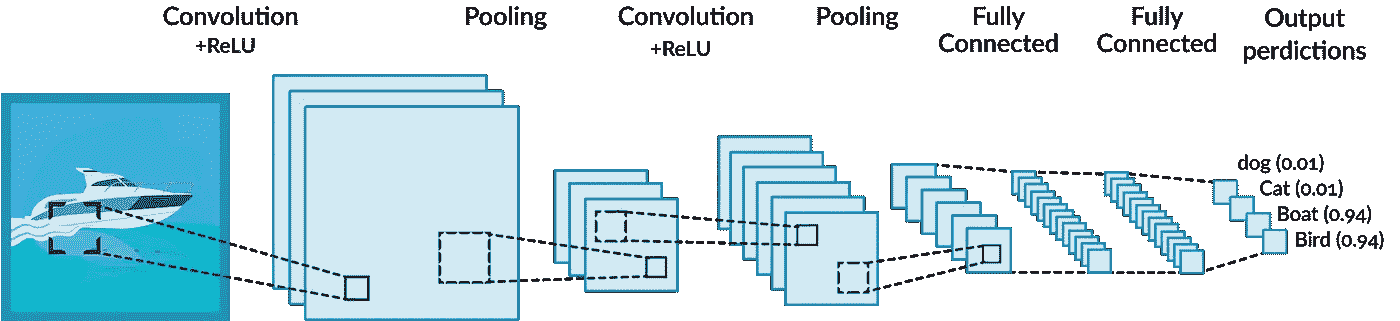 Convolution
+ReLU
Pooling
Convolution
+ReLU
Pooling
Fully
Connected
Fully
Connected
Output
perdictions
dog (0.01)
Cat (0.01)
Boat (0.94)
Bird (0.94)